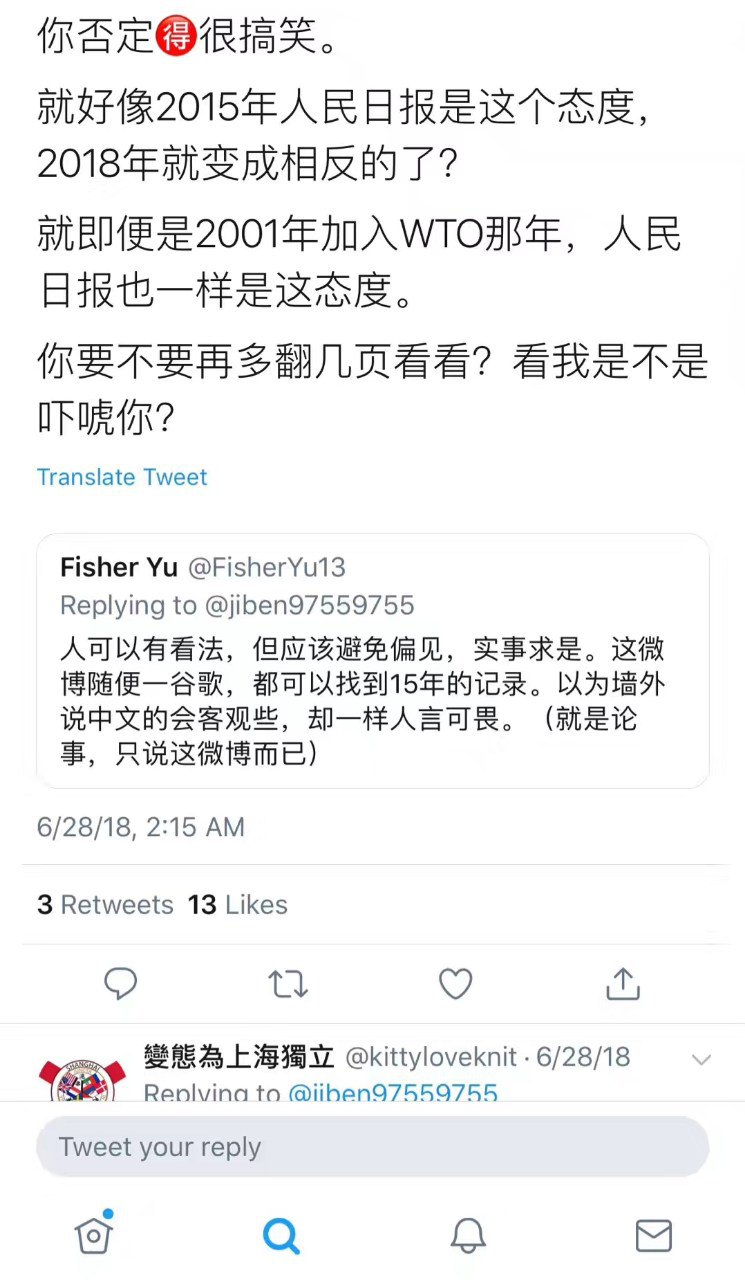 你否定🉐很搞笑。
就好像2015年人民日报是这个态度，
2018年就变成相反的了？
就即便是2001年加入WTO那年，人民
日报也一样是这态度。
你要不要再多翻几页看看？看我是不是
吓唬你？
Translate Tweet
Fisher Yu @FisherYu13
Replying to @jiben97559755
人可以有看法，但应该避免偏见，实事求是。这微
博随便一谷歌，都可以找到15年的记录。以为墙外
说中文的会客观些，却一样人言可畏。（就是论
事，只说这微博而已）
6/28/18, 2:15 AM
3 Retweets 13 Likes
SHANGHAI
變態為上海獨立 @kittyloveknit · 6/28/18
Replying to @jiben97559755
Tweet your reply